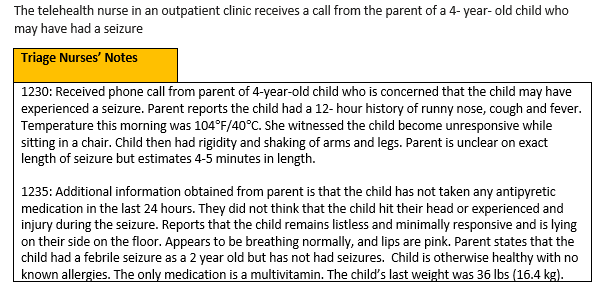 The telehealth nurse in an outpatient clinic receives a call from the parent of a 4- year- old child who
may have had a seizure
Triage Nurses’ Notes
1230: Received phone call from parent of 4-year-old child who is concerned that the child may have
experienced a seizure. Parent reports the child had a 12- hour history of runny nose, cough and fever.
Temperature this morning was 104°F/40°C. She witnessed the child become unresponsive while
sitting in a chair. Child then had rigidity and shaking of arms and legs. Parent is unclear on exact
length of seizure but estimates 4-5 minutes in length.
1235: Additional information obtained from parent is that the child has not taken any antipyretic
medication in the last 24 hours. They did not think that the child hit their head or experienced and
injury during the seizure. Reports that the child remains listless and minimally responsive and is lying
on their side on the floor. Appears to be breathing normally, and lips are pink. Parent states that the
child had a febrile seizure as a 2 year old but has not had seizures. Child is otherwise healthy with no
known allergies. The only medication is a multivitamin. The child’s last weight was 36 lbs (16.4 kg).